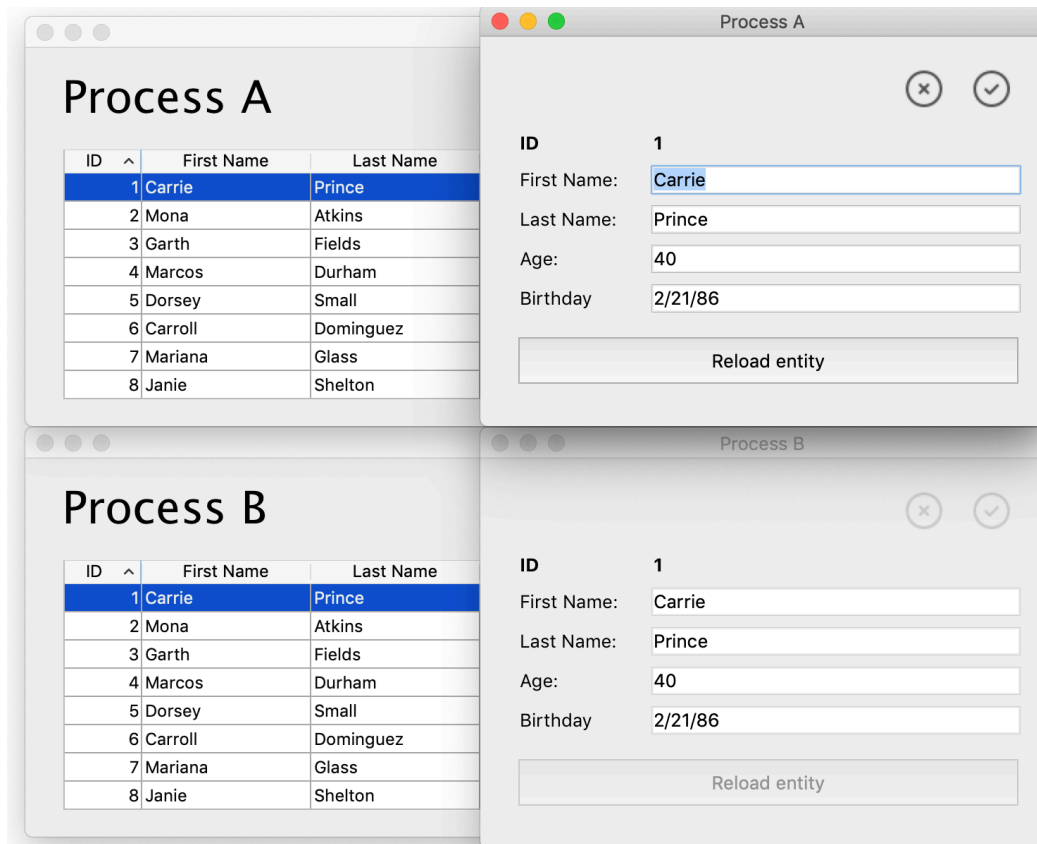 Process A
ID First Name Last Name
1 Carrie Prince
2 Mona Atkins
3 Garth Fields
4 Marcos Durham
5 Dorsey Small
6 Carroll Dominguez
7 Mariana Glass
8 Janie Shelton
Process A
ID 1
First Name: Carrie
Last Name: Prince
Age: 40
Birthday 2/21/86
Reload entity
Process B
ID First Name Last Name
1 Carrie Prince
2 Mona Atkins
3 Garth Fields
4 Marcos Durham
5 Dorsey Small
6 Carroll Dominguez
7 Mariana Glass
8 Janie Shelton
Process B
ID 1
First Name: Carrie
Last Name: Prince
Age: 40
Birthday 2/21/86
Reload entity